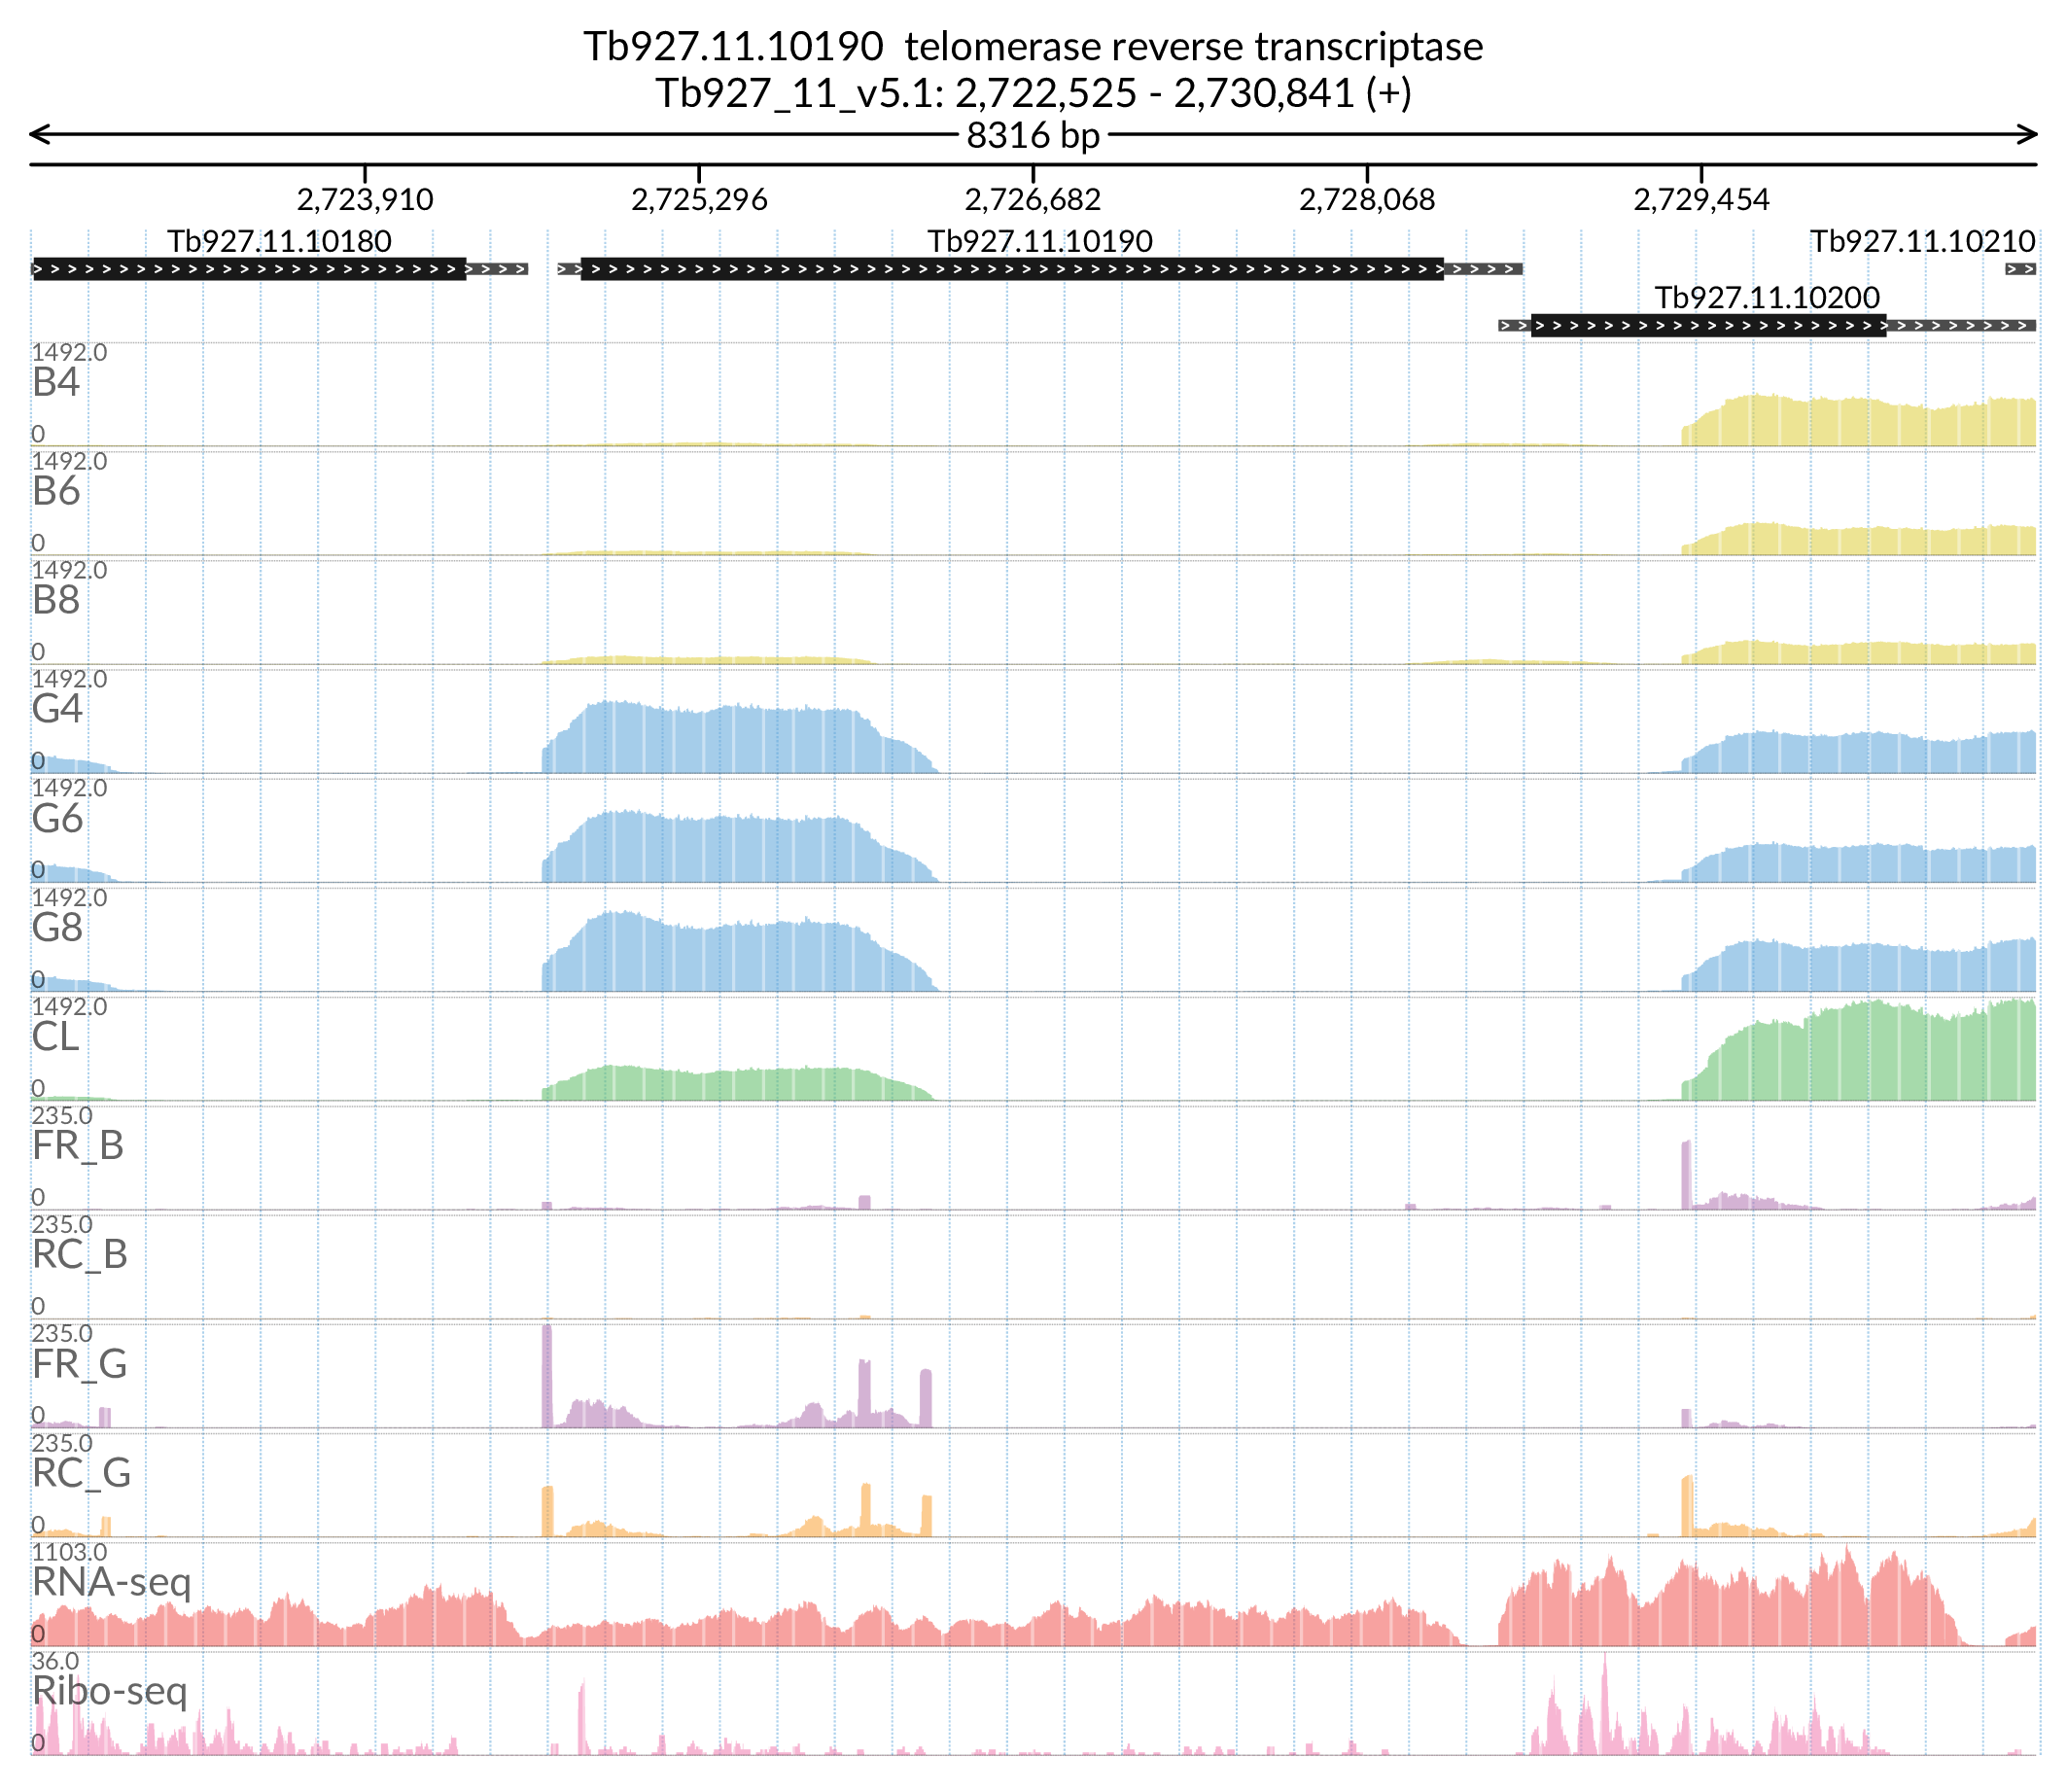 Tb927.11.10190 telomerase reverse transcriptase
Tb927_11_v5.1: 2,722,525 - 2,730,841 (+)
8316 bp
2,723,910 2,725,296 2,726,682 2,728,068 2,729,454
Tb927.11.10180 Tb927.11.10190 Tb927.11.10210
Tb927.11.10200
1492.0
B4
0
1492.0
B6
0
1492.0
B8
0
1492.0
G4
0
1492.0
G6
0
1492.0
G8
0
1492.0
CL
0
235.0
FR_B
0
235.0
RC_B
0
235.0
FR_G
0
235.0
RC_G
0
1103.0
RNA-seq
0
36.0
Ribo-seq
0